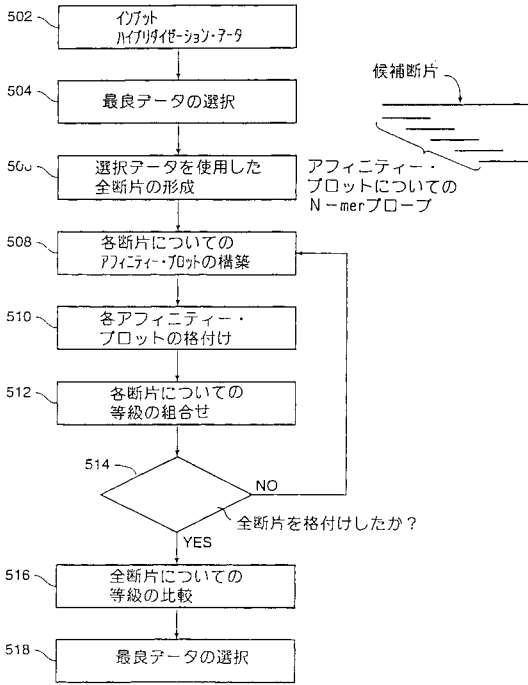 502
インプット
ハイブリダイゼーション・データ
504
最良データの選択
候補断片
選択データを使用した
全断片の形成
アフィニティー・
プロットについての
N-merプローブ
508
各断片についての
アフィニティー・プロットの構築
510
各アフィニティー・
プロットの格付け
512
各断片についての
等級の組合せ
514
NO
全断片を格付けしたか?
YES
516
全断片についての
等級の比較
518
最良データの選択